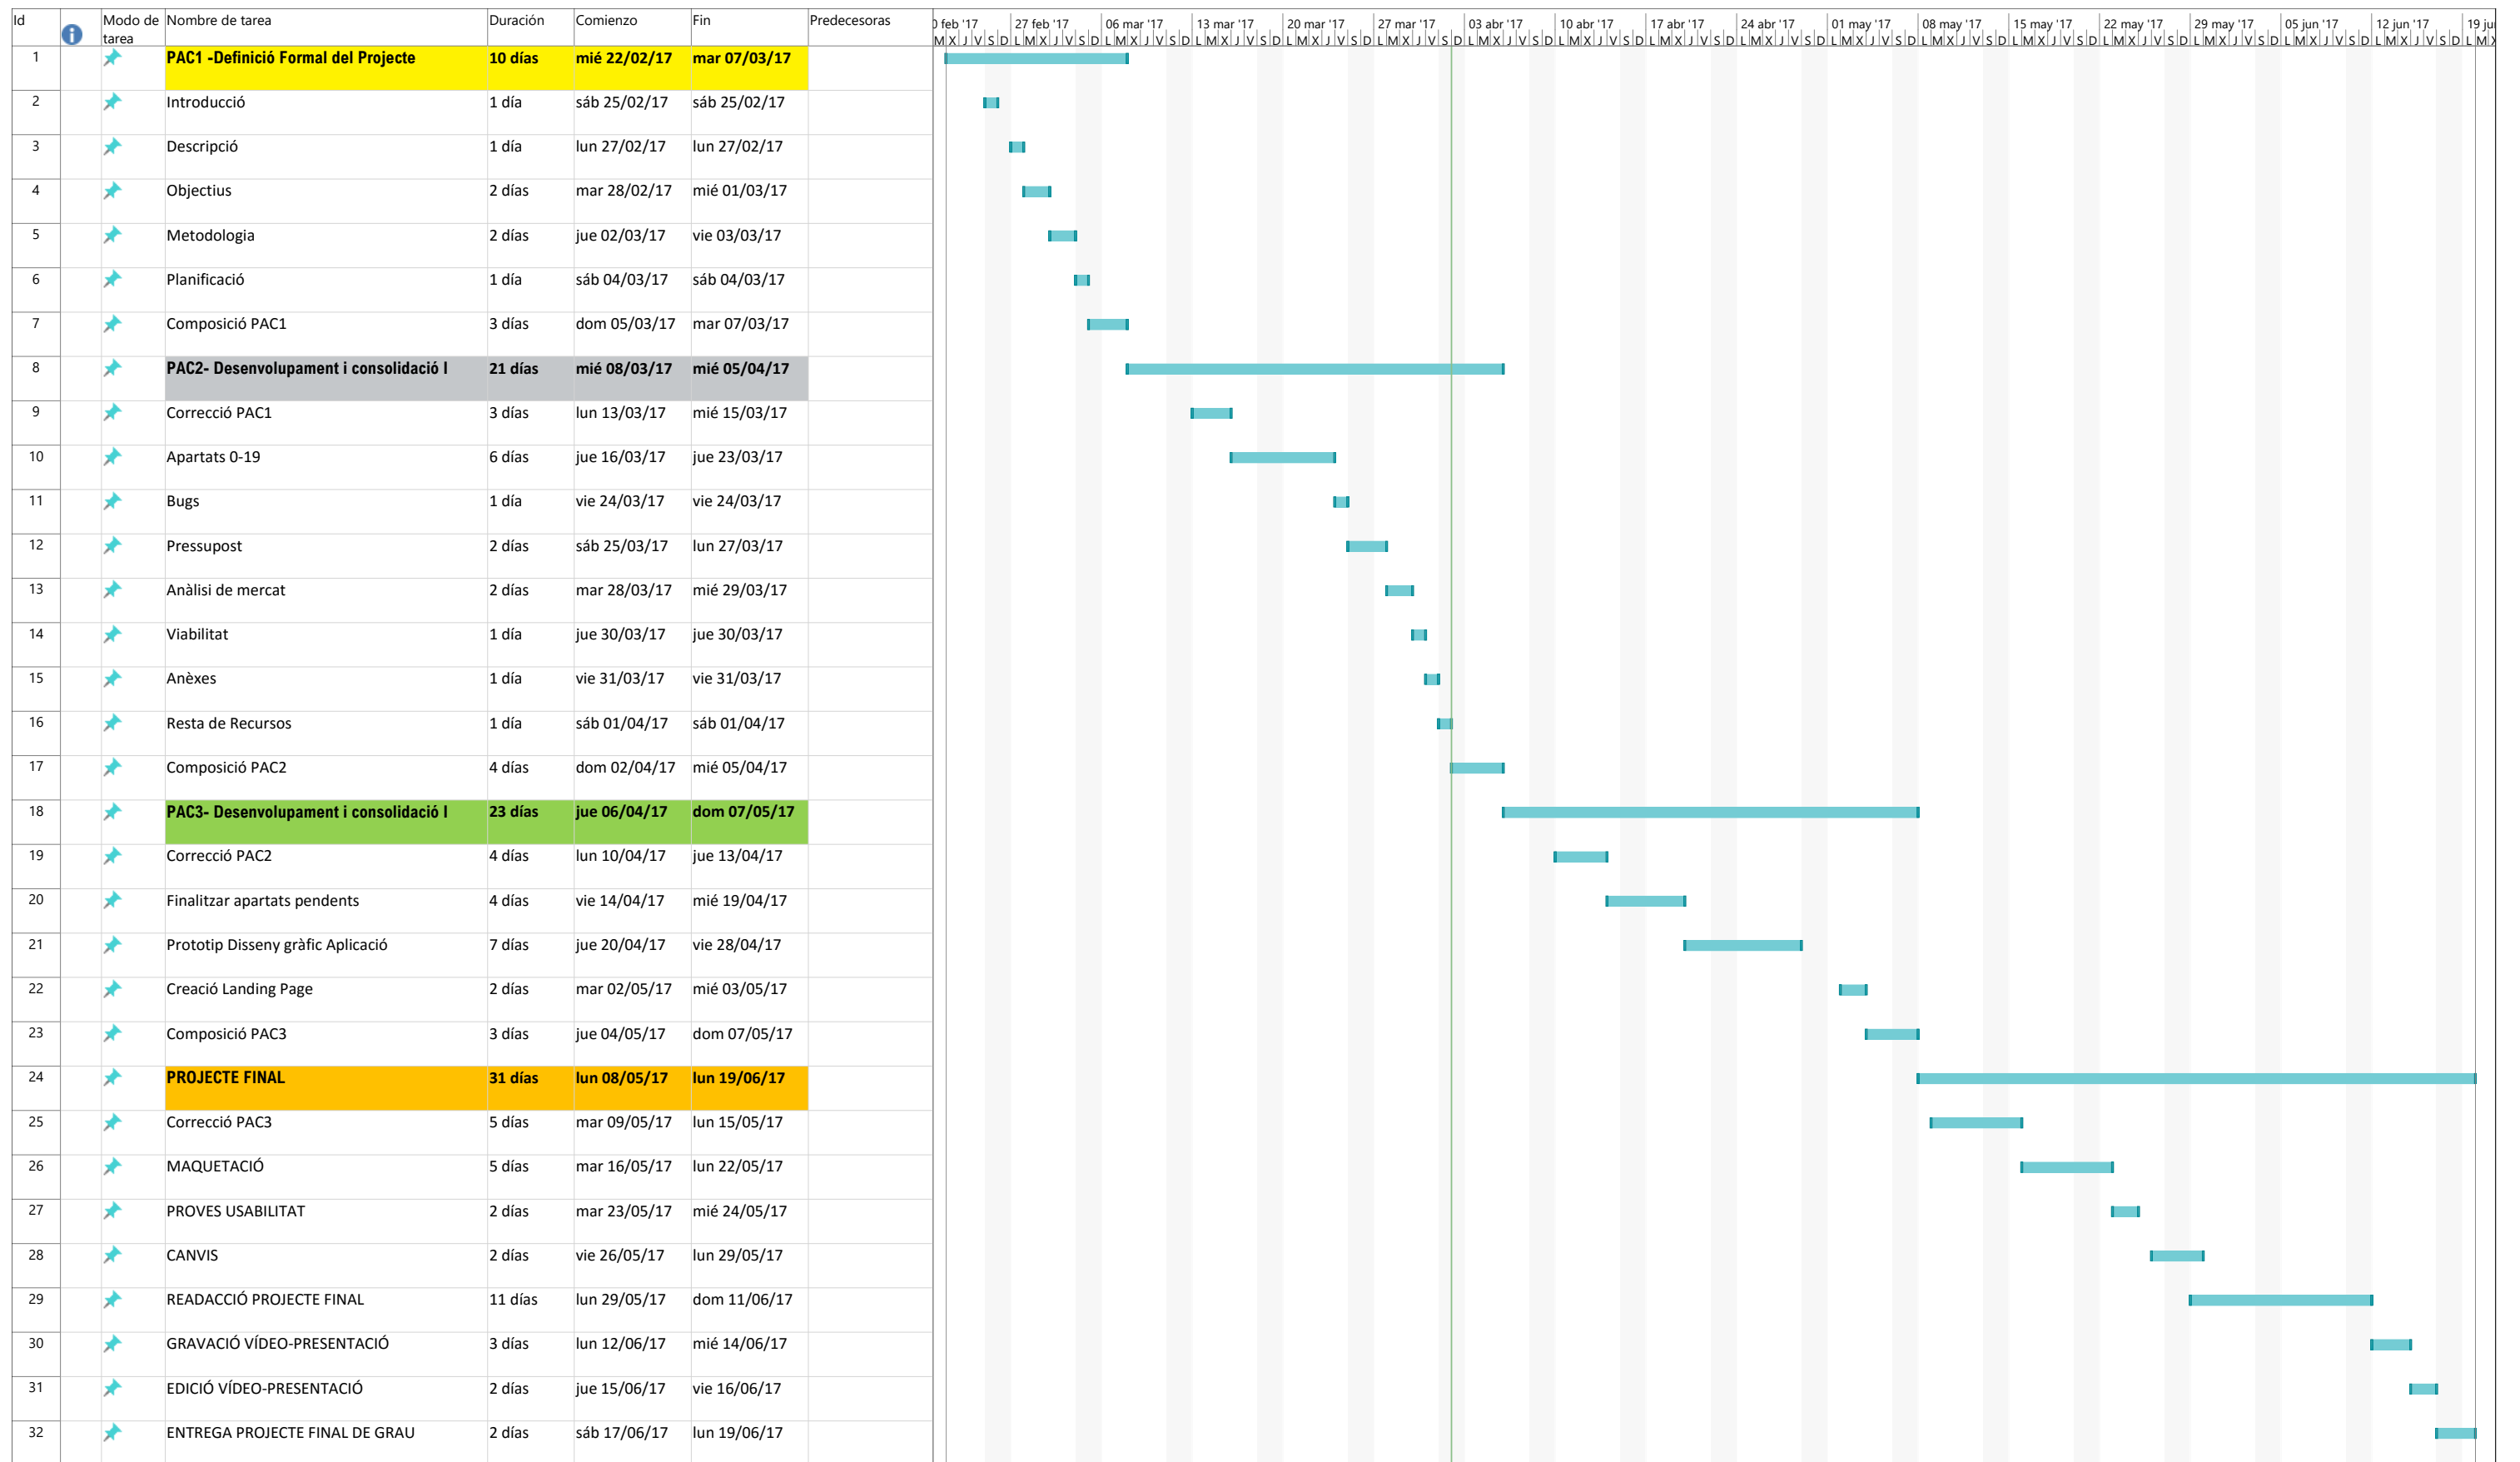 Id Modo de tarea Nombre de tarea Duración Comienzo Fin Predecesoras
0 feb '17 27 feb '17 06 mar '17 13 mar '17 20 mar '17 27 mar '17 03 abr '17 10 abr '17 17 abr '17 24 abr '17 01 may '17 08 may '17 15 may '17 22 may '17 29 may '17 05 jun '17 12 jun '17 19 ju
M X J V S D L M X J V S D L M X J V S D L M X J V S D L M X J V S D L M X J V S D L M X J V S D L M X J V S D L M X J V S D L M X J V S D L M X J V S D L M X J V S D L M X J V S D L M X J V S D L M X J V S D L M X J V S D L M X J V S D L M X J V S D L M X
1 PAC1 -Definició Formal del Projecte 10 días mié 22/02/17 mar 07/03/17
2 Introducció 1 día sáb 25/02/17 sáb 25/02/17
3 Descripció 1 día lun 27/02/17 lun 27/02/17
4 Objectius 2 días mar 28/02/17 mié 01/03/17
5 Metodologia 2 días jue 02/03/17 vie 03/03/17
6 Planificació 1 día sáb 04/03/17 sáb 04/03/17
7 Composició PAC1 3 días dom 05/03/17 mar 07/03/17
8 PAC2- Desenvolupament i consolidació I 21 días mié 08/03/17 mié 05/04/17
9 Correcció PAC1 3 días lun 13/03/17 mié 15/03/17
10 Apartats 0-19 6 días jue 16/03/17 jue 23/03/17
11 Bugs 1 día vie 24/03/17 vie 24/03/17
12 Pressupost 2 días sáb 25/03/17 lun 27/03/17
13 Anàlisi de mercat 2 días mar 28/03/17 mié 29/03/17
14 Viabilitat 1 día jue 30/03/17 jue 30/03/17
15 Anèxes 1 día vie 31/03/17 vie 31/03/17
16 Resta de Recursos 1 día sáb 01/04/17 sáb 01/04/17
17 Composició PAC2 4 días dom 02/04/17 mié 05/04/17
18 PAC3- Desenvolupament i consolidació I 23 días jue 06/04/17 dom 07/05/17
19 Correcció PAC2 4 días lun 10/04/17 jue 13/04/17
20 Finalitzar apartats pendents 4 días vie 14/04/17 mié 19/04/17
21 Prototip Disseny gràfic Aplicació 7 días jue 20/04/17 vie 28/04/17
22 Creació Landing Page 2 días mar 02/05/17 mié 03/05/17
23 Composició PAC3 3 días jue 04/05/17 dom 07/05/17
24 PROJECTE FINAL 31 días lun 08/05/17 lun 19/06/17
25 Correcció PAC3 5 días mar 09/05/17 lun 15/05/17
26 MAQUETACIÓ 5 días mar 16/05/17 lun 22/05/17
27 PROVES USABILITAT 2 días mar 23/05/17 mié 24/05/17
28 CANVIS 2 días vie 26/05/17 lun 29/05/17
29 READACCIÓ PROJECTE FINAL 11 días lun 29/05/17 dom 11/06/17
30 GRAVACIÓ VÍDEO-PRESENTACIÓ 3 días lun 12/06/17 mié 14/06/17
31 EDICIÓ VÍDEO-PRESENTACIÓ 2 días jue 15/06/17 vie 16/06/17
32 ENTREGA PROJECTE FINAL DE GRAU 2 días sáb 17/06/17 lun 19/06/17